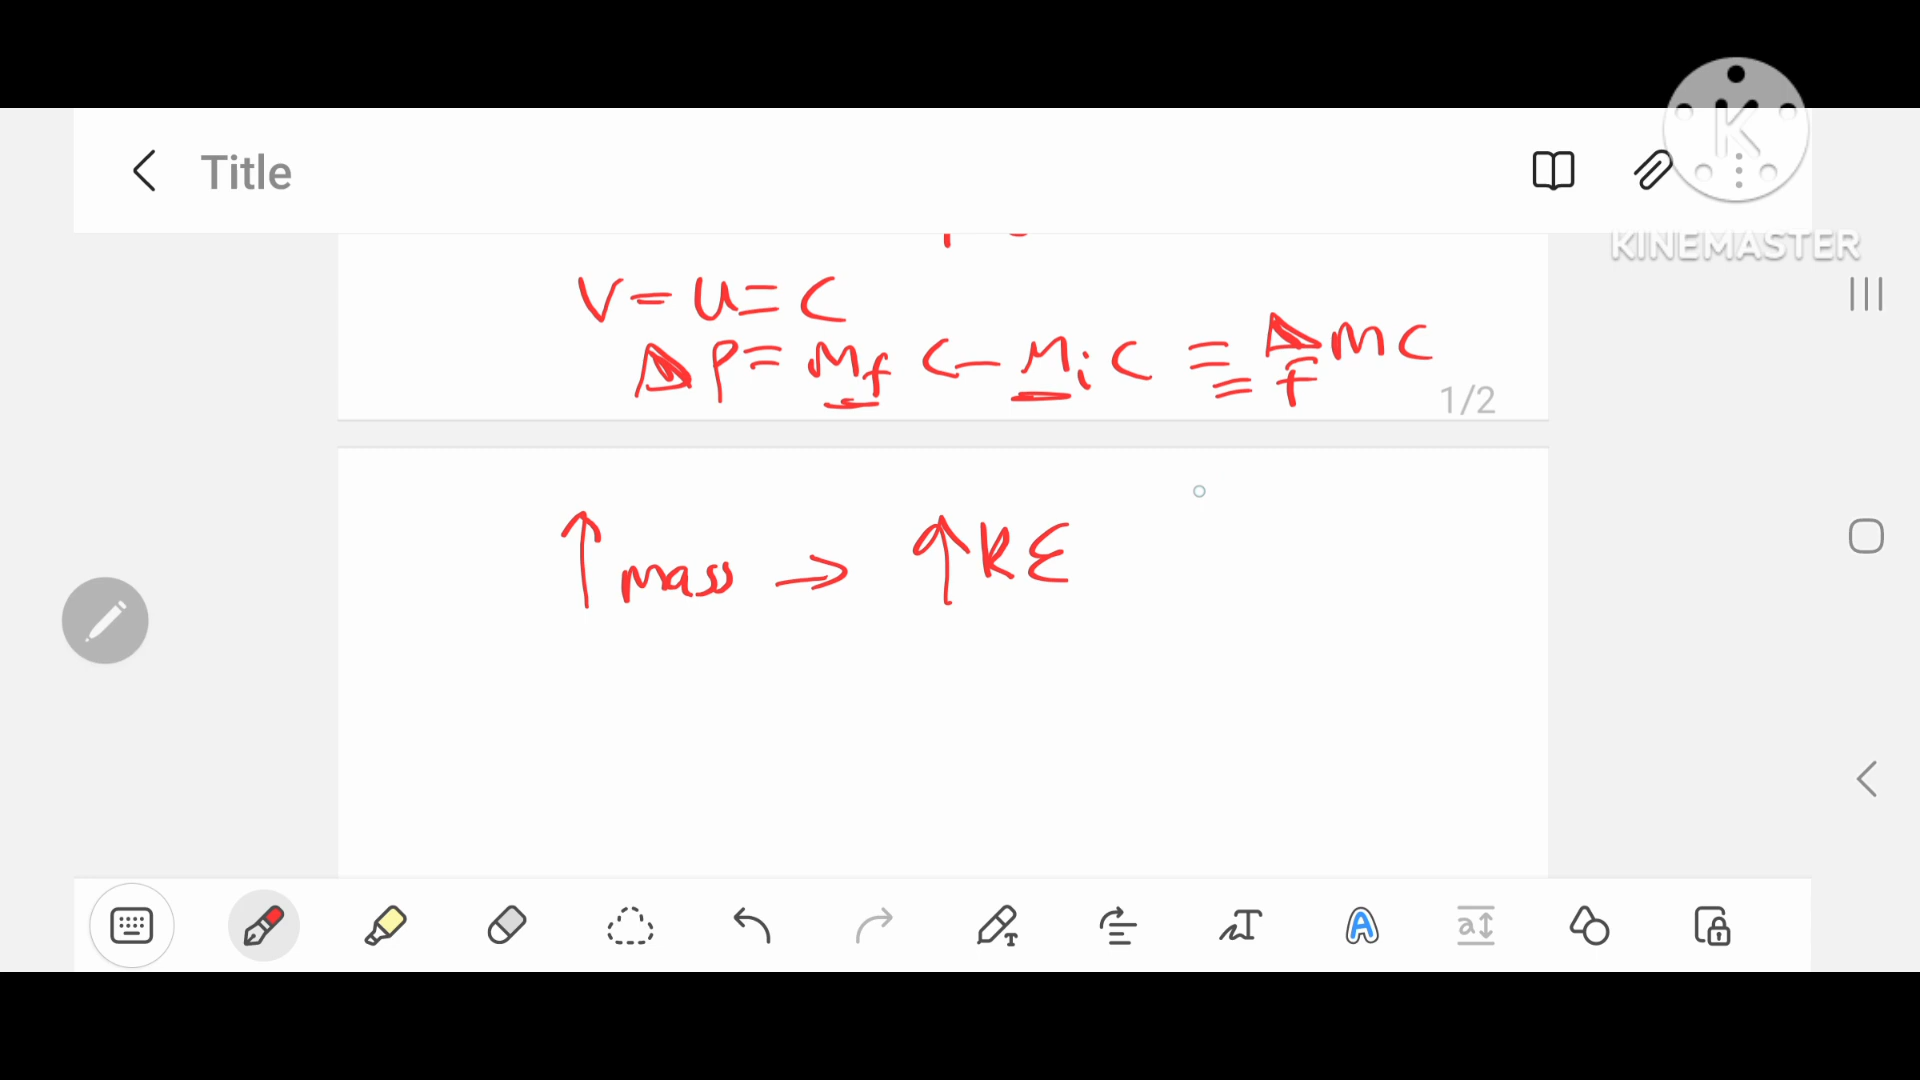 Title
KINEMASTER
V = U = C
Δp = Mf C - Mi C = Δmc
= F
1/2
↑ mass → ↑ KE